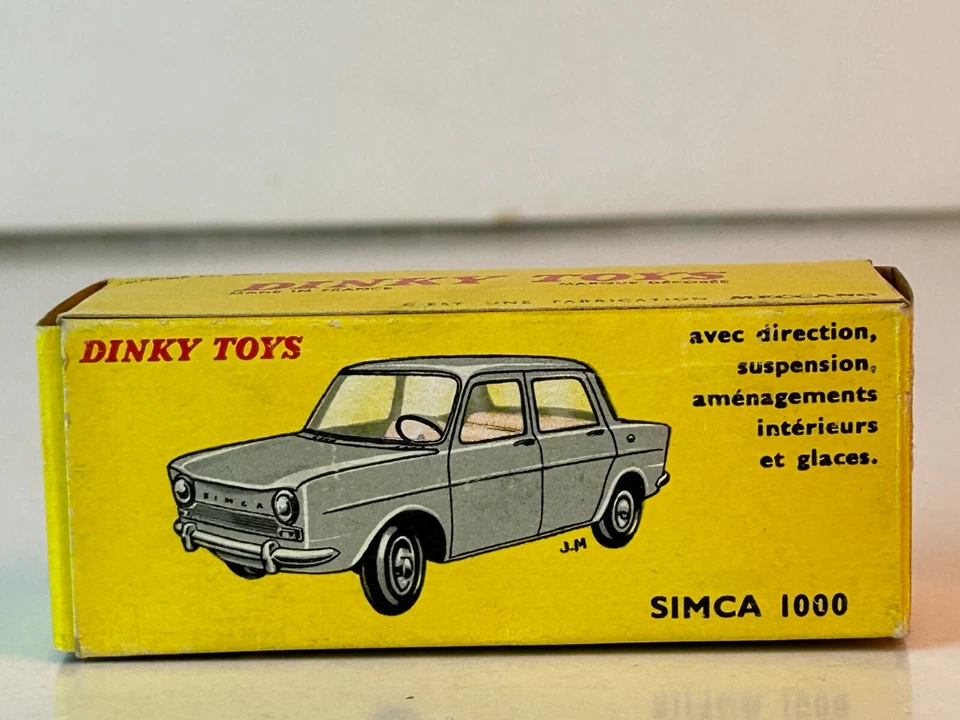 DINKY TOYS
MADE IN FRANCE MARQUE DÉPOSÉE
C'EST UNE FABRICATION MECCANO
DINKY TOYS
avec direction,
suspension,
aménagements
intérieurs
et glaces.
SIMCA
J.M
SIMCA 1000